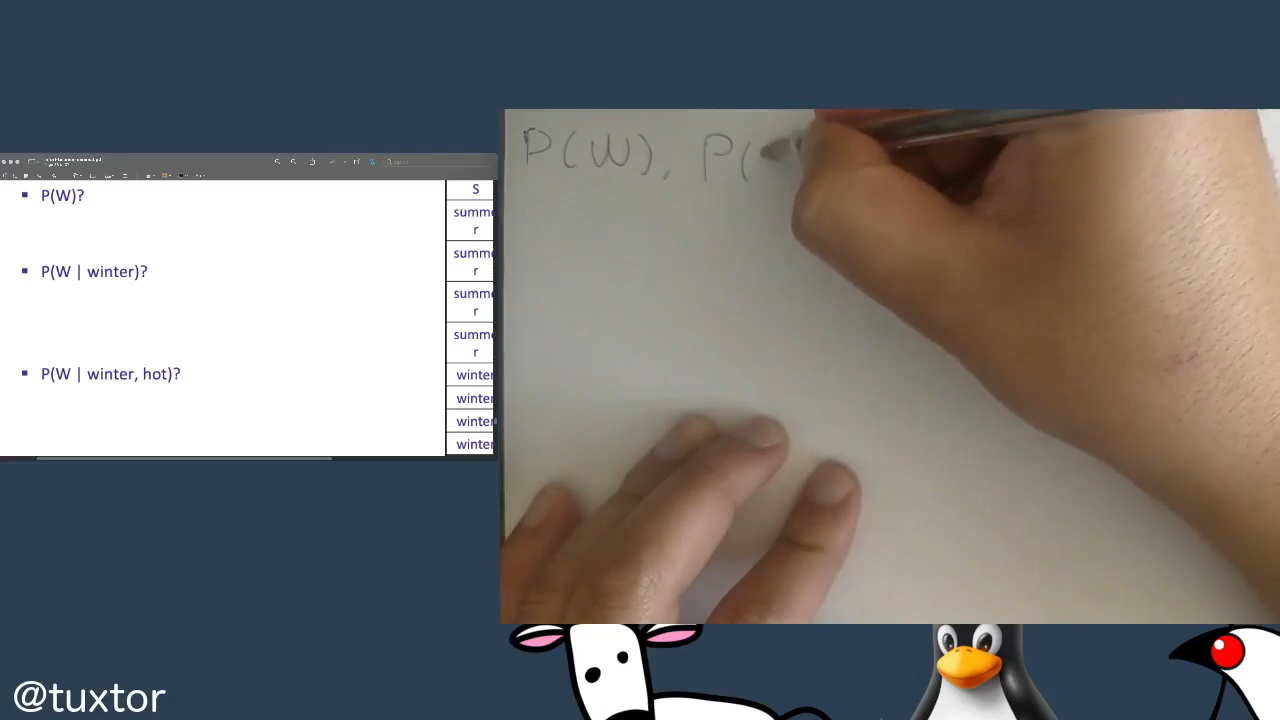 P(W)?
P(W | winter)?
P(W | winter, hot)?
S
summe
r
summe
r
summe
r
summe
r
winter
winter
winter
winter
P(W), P(
@tuxtor